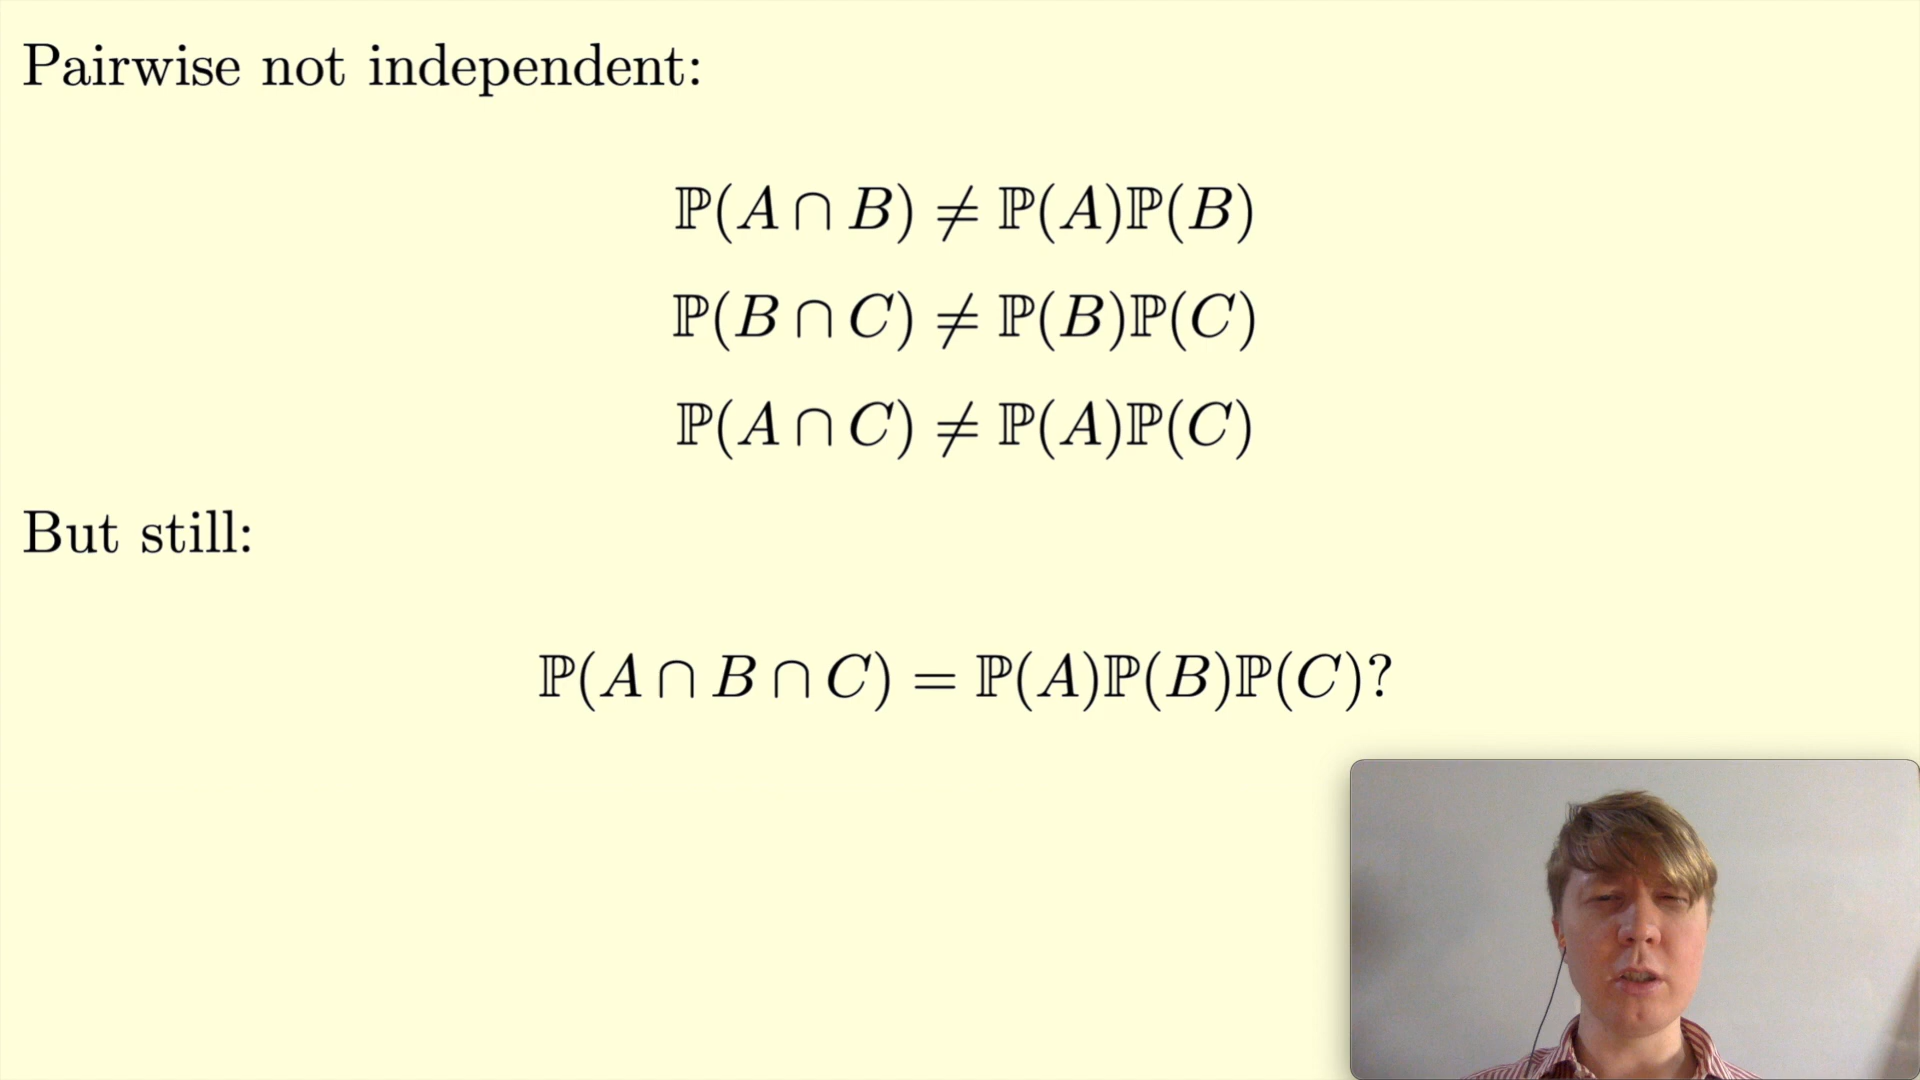 Pairwise not independent:
ℙ(A ∩ B) ≠ ℙ(A)ℙ(B)
ℙ(B ∩ C) ≠ ℙ(B)ℙ(C)
ℙ(A ∩ C) ≠ ℙ(A)ℙ(C)
But still:
ℙ(A ∩ B ∩ C) = ℙ(A)ℙ(B)ℙ(C)?